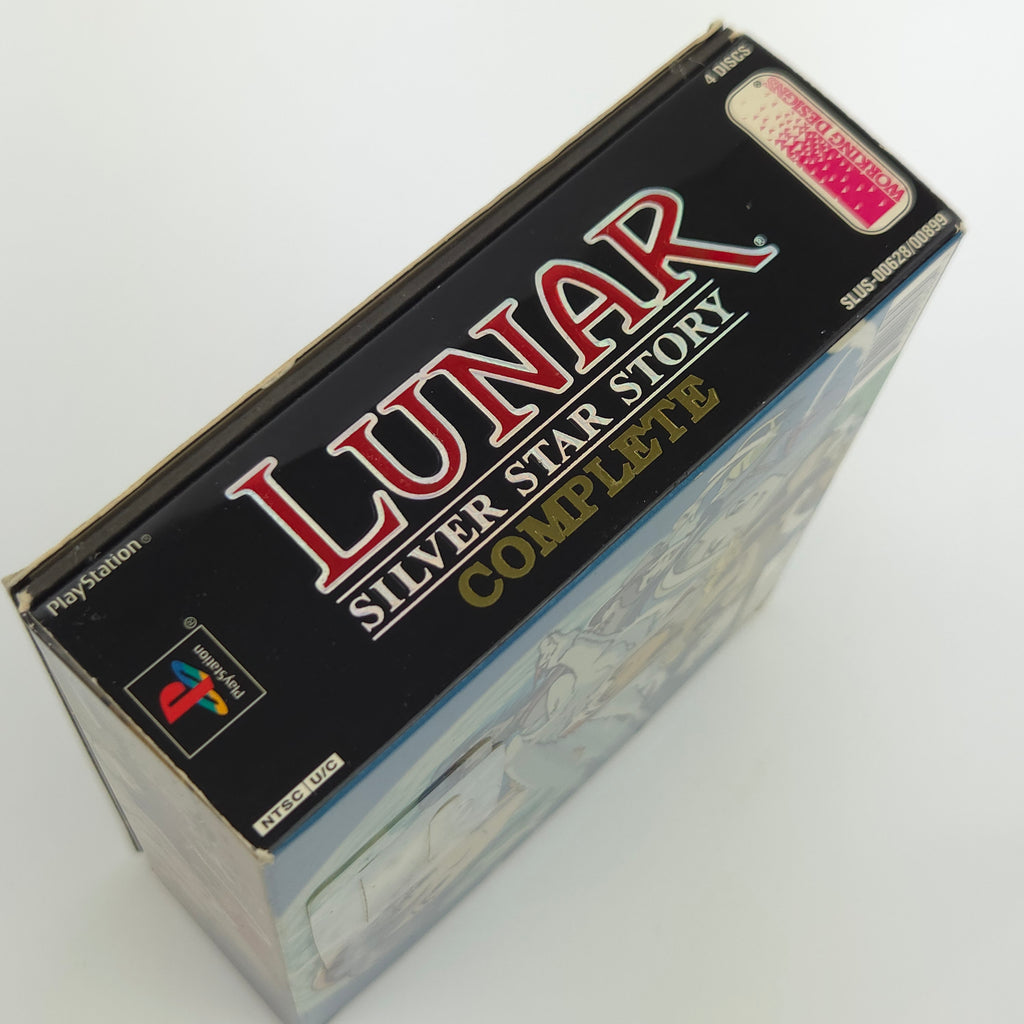 PlayStation®
PlayStation
®
NTSC U/C
LUNAR®
SILVER STAR STORY
COMPLETE
4 DISCS
WORKING DESIGNS®
SLUS-00628/00899